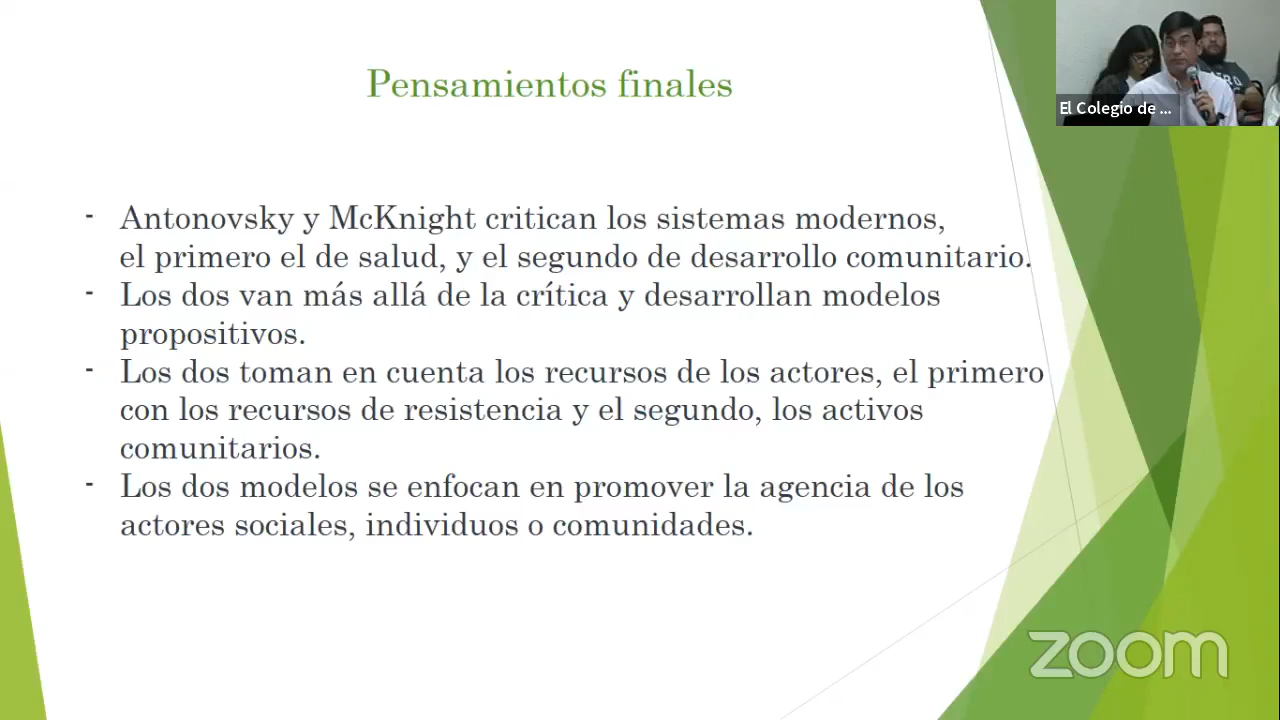 Pensamientos finales
El Colegio de ...
- Antonovsky y McKnight critican los sistemas modernos,
el primero el de salud, y el segundo de desarrollo comunitario.
- Los dos van más allá de la crítica y desarrollan modelos
propositivos.
- Los dos toman en cuenta los recursos de los actores, el primero
con los recursos de resistencia y el segundo, los activos
comunitarios.
- Los dos modelos se enfocan en promover la agencia de los
actores sociales, individuos o comunidades.
zoom